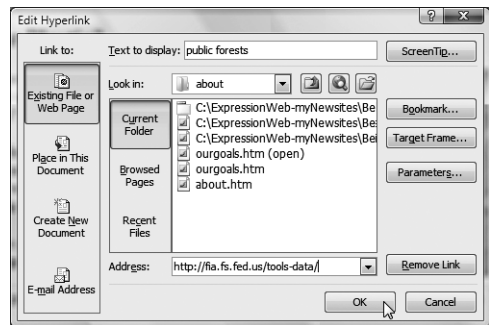 Edit Hyperlink
Link to:
Text to display: public forests
ScreenTip...
Existing File or
Web Page
Look in: about
Current
Folder
C:\ExpressionWeb-myNewsites\Be
C:\ExpressionWeb-myNewsites\Be
C:\ExpressionWeb-myNewsites\Bei
ourgoals.htm (open)
ourgoals.htm
about.htm
Bookmark...
Target Frame...
Place in This
Document
Browsed
Pages
Parameters...
Create New
Document
Recent
Files
Address: http://fia.fs.fed.us/tools-data/
Remove Link
E-mail Address
OK
Cancel